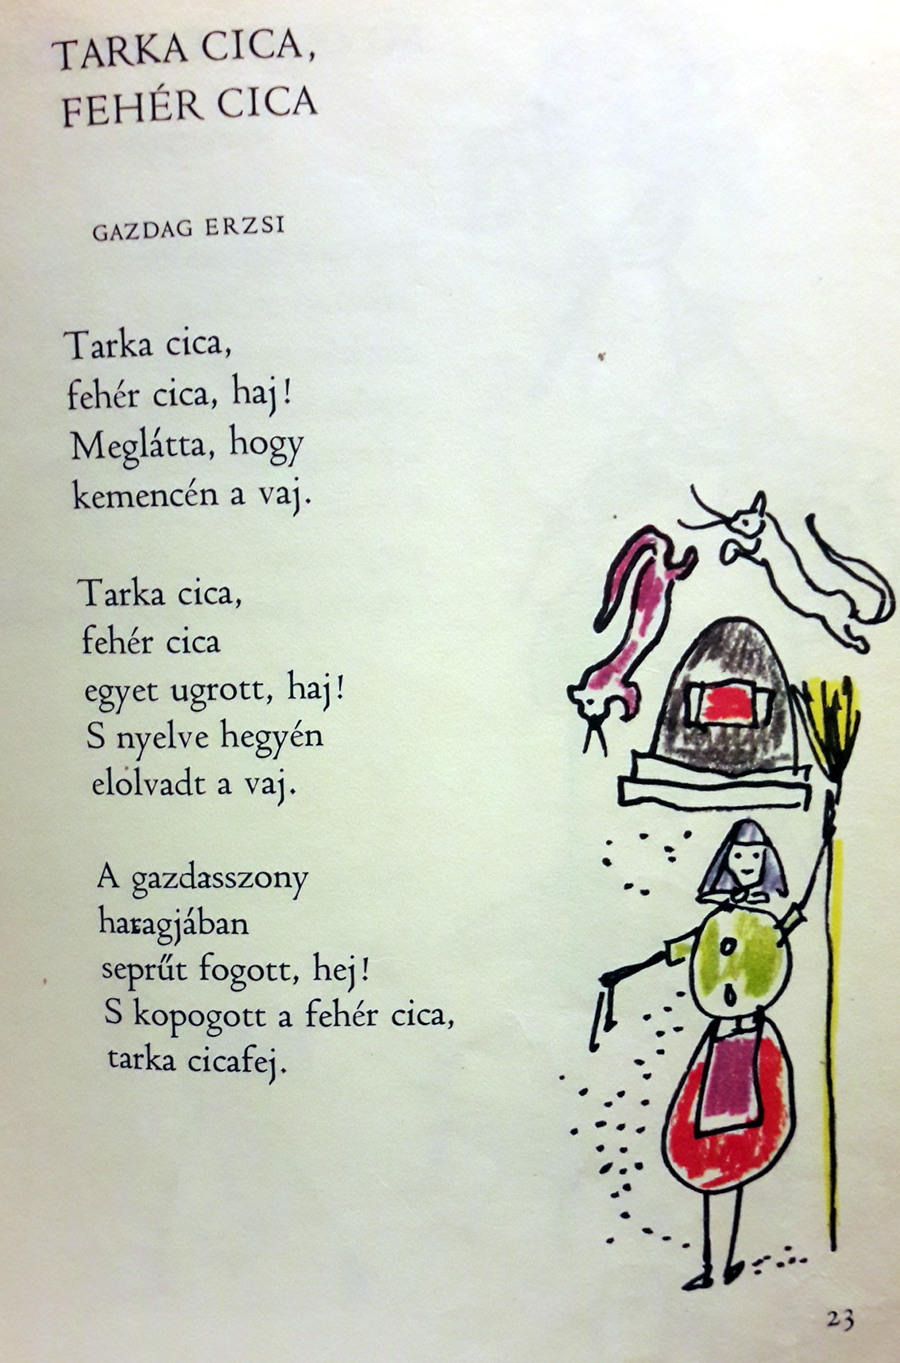 TARKA CICA,
FEHÉR CICA
GAZDAG ERZSI
Tarka cica,
fehér cica, haj!
Meglátta, hogy
kemencén a vaj.
Tarka cica,
fehér cica
egyet ugrott, haj!
S nyelve hegyén
elolvadt a vaj.
A gazdasszony
haragjában
seprűt fogott, hej!
S kopogott a fehér cica,
tarka cicafej.
23